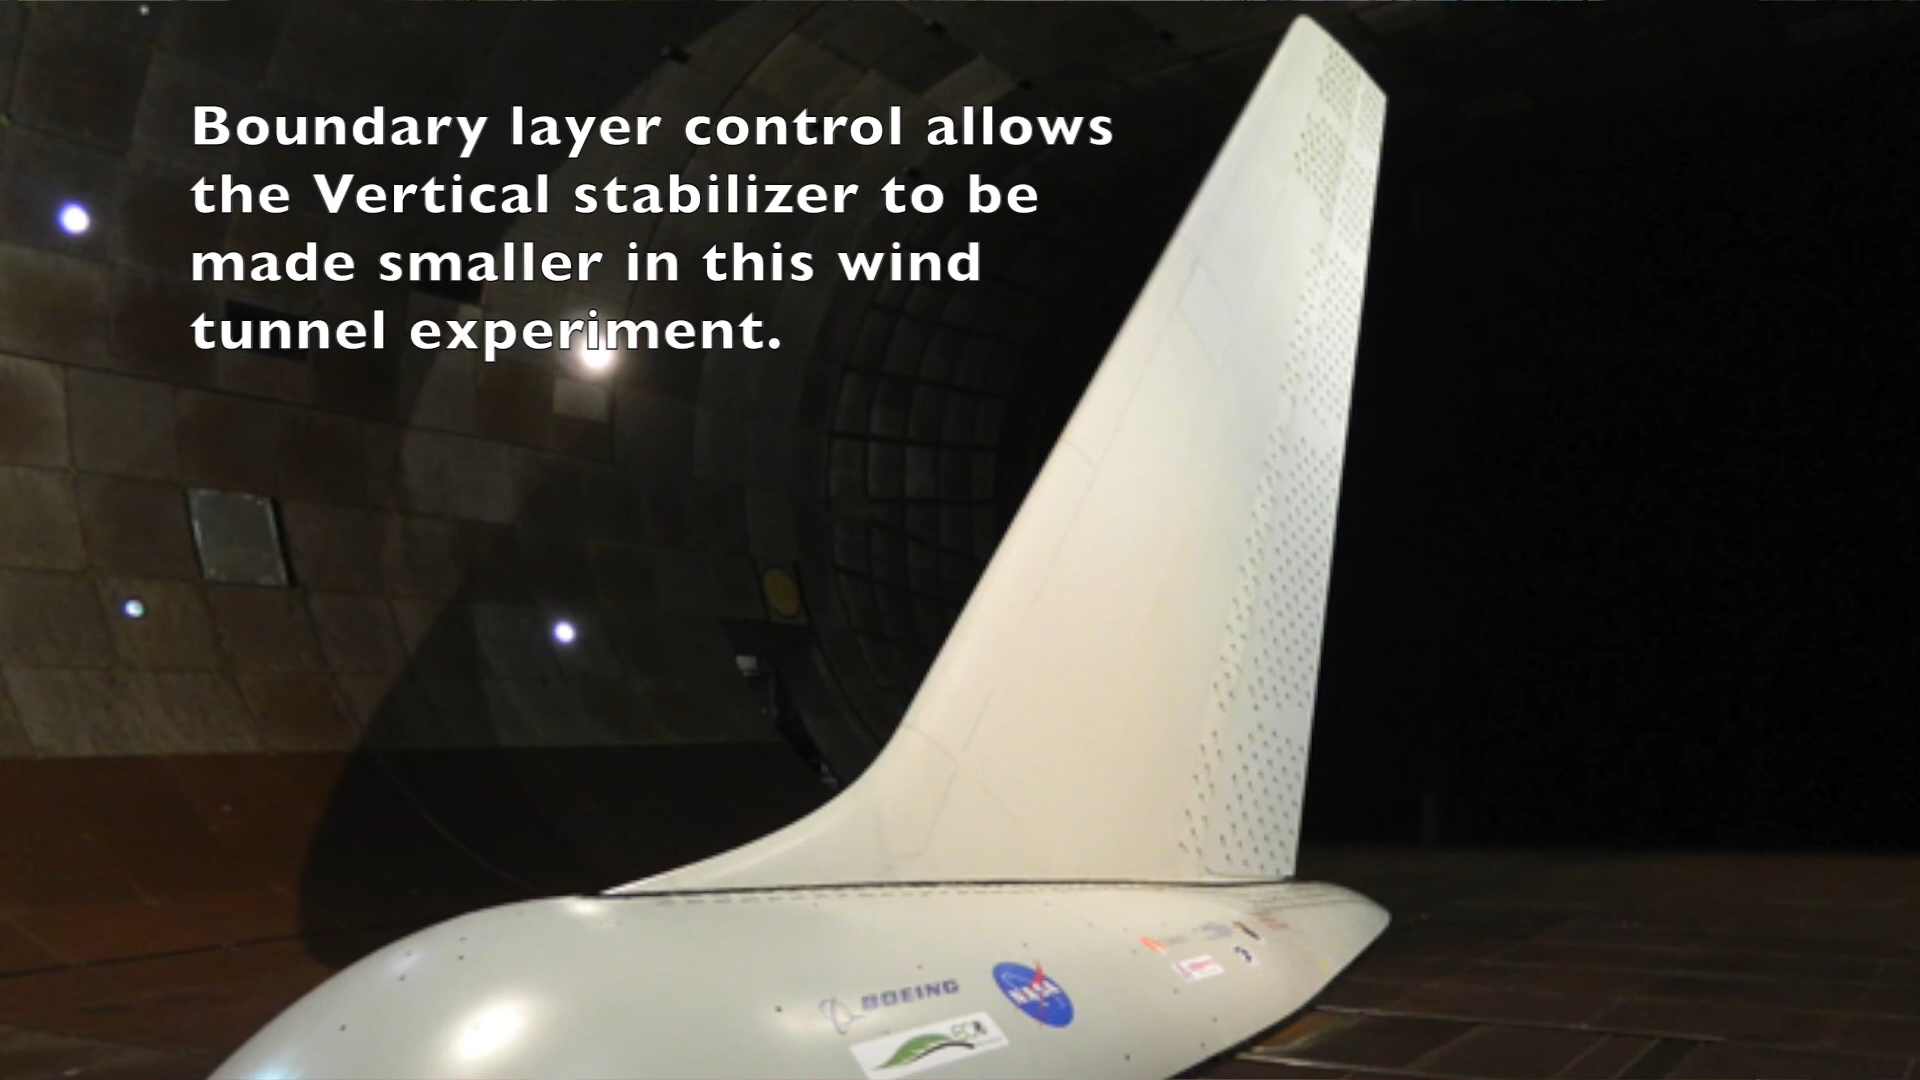 Boundary layer control allows
the Vertical stabilizer to be
made smaller in this wind
tunnel experiment.
BOEING
NASA